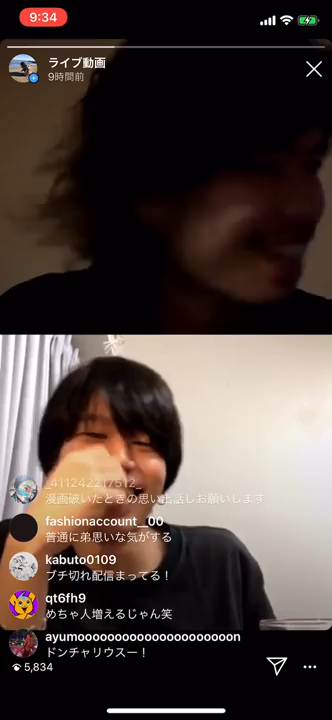 9:34
ライブ動画
9時間前
_411242217512_
漫画破いたときの思い出話しお願いします
fashionaccount__00
普通に弟思いな気がする
kabuto0109
ブチ切れ配信まってる！
qt6fh9
めちゃ人増えるじゃん笑
ayumooooooooooooooooooooon
ドンチャリウスー！
5,834